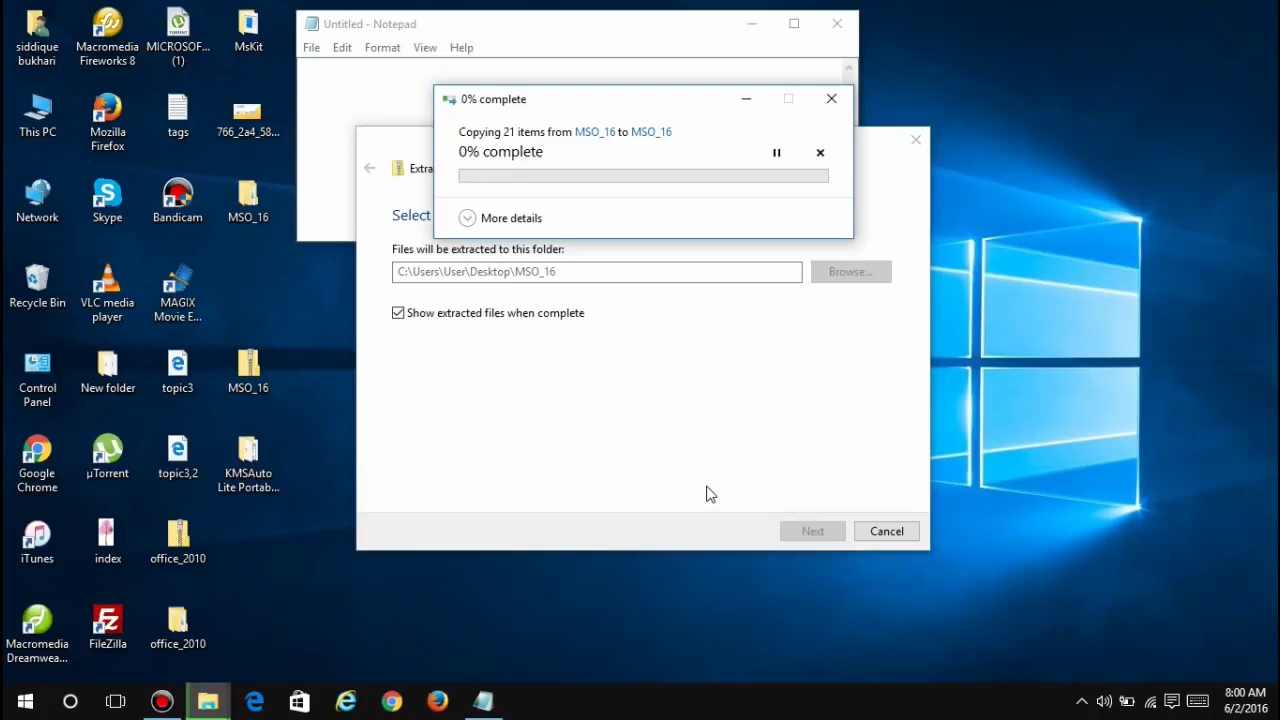 siddique
bukhari
Macromedia
Fireworks 8
MICROSOF...
(1)
MsKit
This PC
Mozilla
Firefox
tags
766_2a4_58...
Network
Skype
Bandicam
MSO_16
Recycle Bin
VLC media
player
MAGIX
Movie E...
Control
Panel
New folder
topic3
MSO_16
Google
Chrome
µTorrent
topic3,2
KMSAuto
Lite Portab...
iTunes
index
office_2010
Macromedia
Dreamwea...
FileZilla
office_2010
Untitled - Notepad
File Edit Format View Help
0% complete
Copying 21 items from MSO_16 to MSO_16
0% complete
More details
Extra
Select
Files will be extracted to this folder:
C:\Users\User\Desktop\MSO_16
Browse...
Show extracted files when complete
Next
Cancel
8:00 AM
6/2/2016